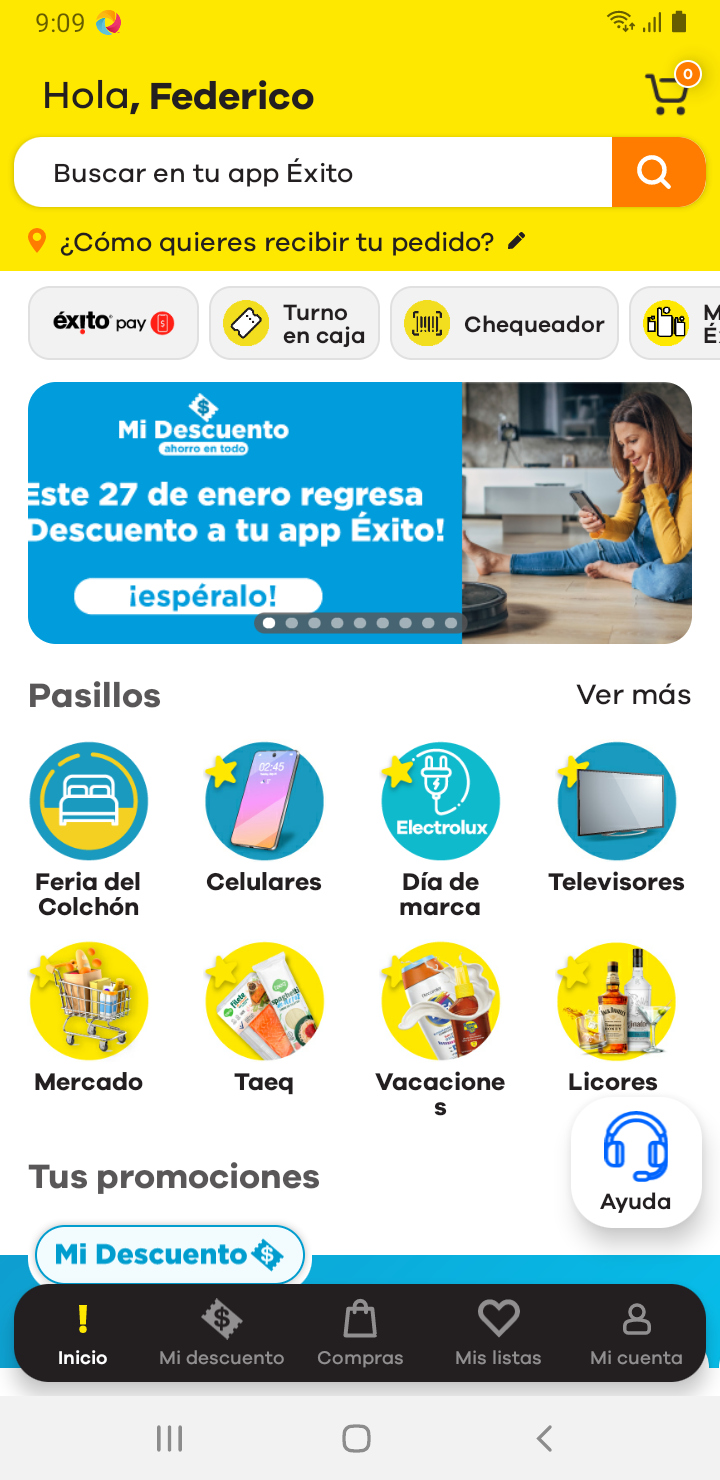 9:09
Hola, Federico
0
Buscar en tu app Éxito
¿Cómo quieres recibir tu pedido?
éxito pay
Turno
en caja
Chequeador
M
É
Mi Descuento
ahorro en todo
Este 27 de enero regresa
Descuento a tu app Éxito!
¡espéralo!
Pasillos
Ver más
02:45
Electrolux
Feria del
Colchón
Celulares
Día de
marca
Televisores
Mercado
Taeq
Vacacione
s
Licores
Ayuda
Tus promociones
Mi Descuento
Inicio
Mi descuento
Compras
Mis listas
Mi cuenta